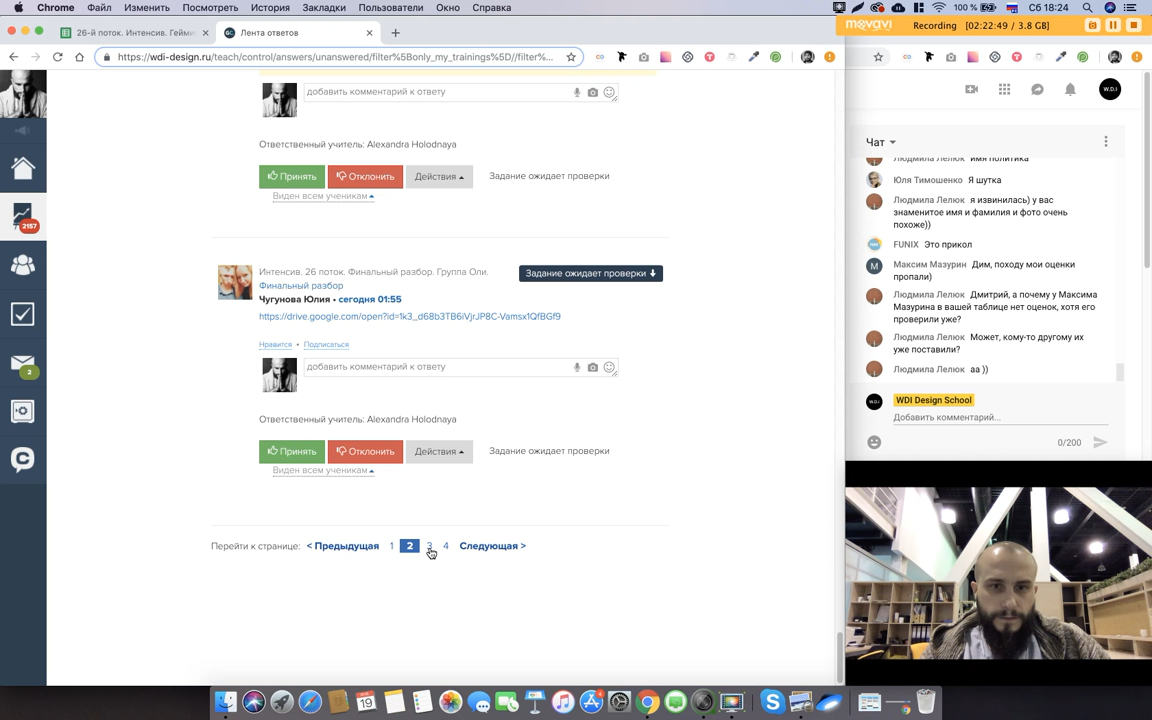 Chrome Файл Изменить Посмотреть История Закладки Пользователи Окно Справка
100 % Сб 18:24
26-й поток. Интенсив. Гейми
Лента ответов
Recording (02:22:49 / 3.8 GB)
movavi
https://wdi-design.ru/teach/control/answers/unanswered/filter%5Bonly_my_trainings%5D//filter%...
добавить комментарий к ответу
Ответственный учитель: Alexandra Holodnaya
Принять Отклонить Действия Задание ожидает проверки
Виден всем ученикам
Интенсив. 26 поток. Финальный разбор. Группа Оли.
Задание ожидает проверки
Финальный разбор
Чугунова Юлия • сегодня 01:55
https://drive.google.com/open?id=1k3_d68b3TB6iVjrJP8C-Vamsx1QfBGf9
Нравится • Подписаться
добавить комментарий к ответу
Ответственный учитель: Alexandra Holodnaya
Принять Отклонить Действия Задание ожидает проверки
Виден всем ученикам
Перейти к странице: < Предыдущая 1 2 3 4 Следующая >
2157
2
W.D.I
Чат
Людмила Лелюк имя политика
Юля Тимошенко Я шутка
Людмила Лелюк я извинилась) у вас
знаменитое имя и фамилия и фото очень
похоже))
FUNIX Это прикол
М
Максим Мазурин Дим, походу мои оценки
пропали)
Людмила Лелюк Дмитрий, а почему у Максима
Мазурина в вашей таблице нет оценок, хотя его
проверили уже?
Людмила Лелюк Может, кому-то другому их
уже поставили?
Людмила Лелюк аа ))
W.D.I
WDI Design School
Добавить комментарий...
0/200
19